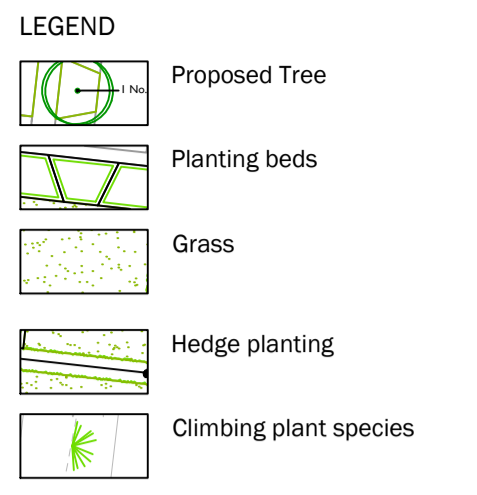 LEGEND
1 No.
Proposed Tree
Planting beds
Grass
Hedge planting
Climbing plant species